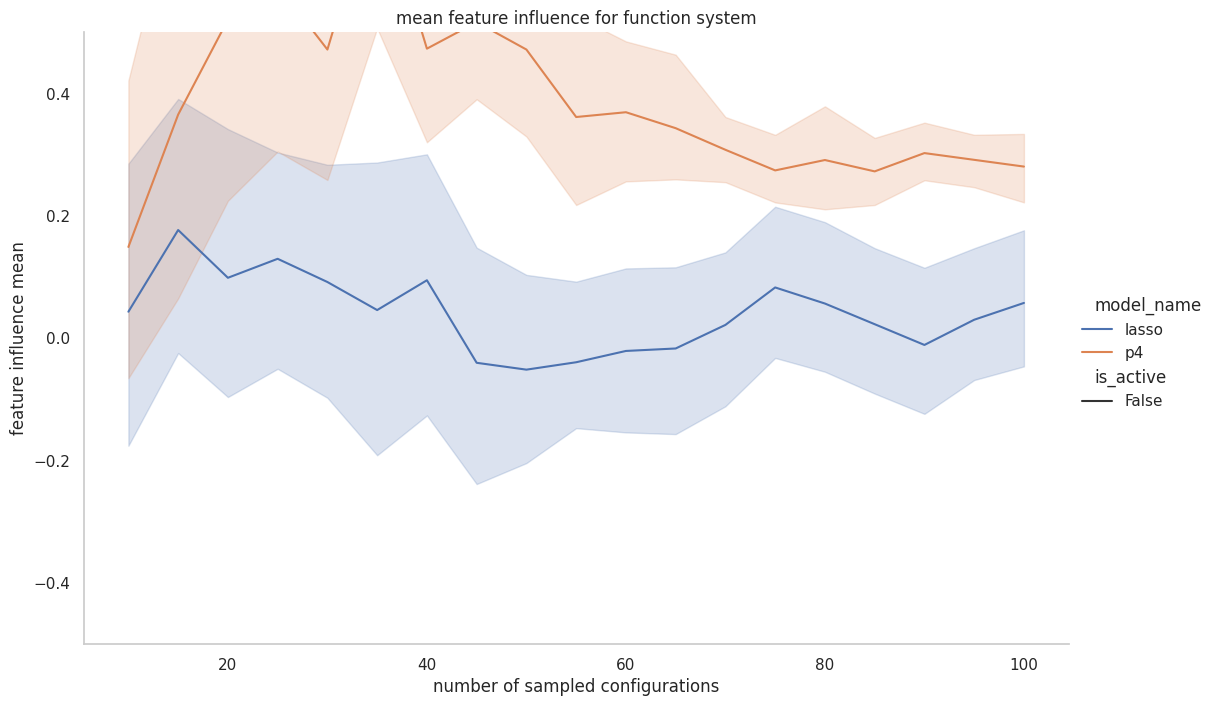 mean feature influence for function system
0.4
0.2
0.0
−0.2
−0.4
feature influence mean
20
40
60
80
100
number of sampled configurations
model_name
lasso
p4
is_active
False